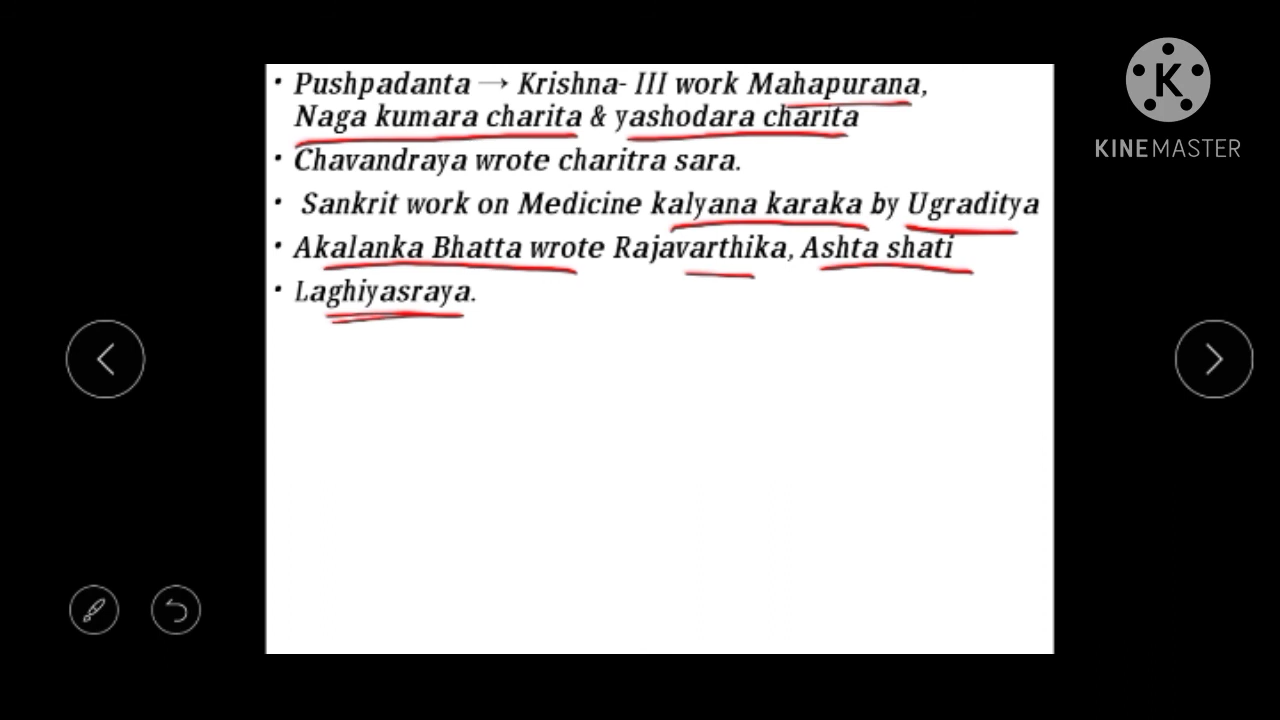 • Pushpadanta → Krishna- III work Mahapurana,
Naga kumara charita & yashodara charita
• Chavandraya wrote charitra sara.
• Sankrit work on Medicine kalyana karaka by Ugraditya
• Akalanka Bhatta wrote Rajavarthika, Ashta shati
• Laghiyasraya.
K
KINEMASTER